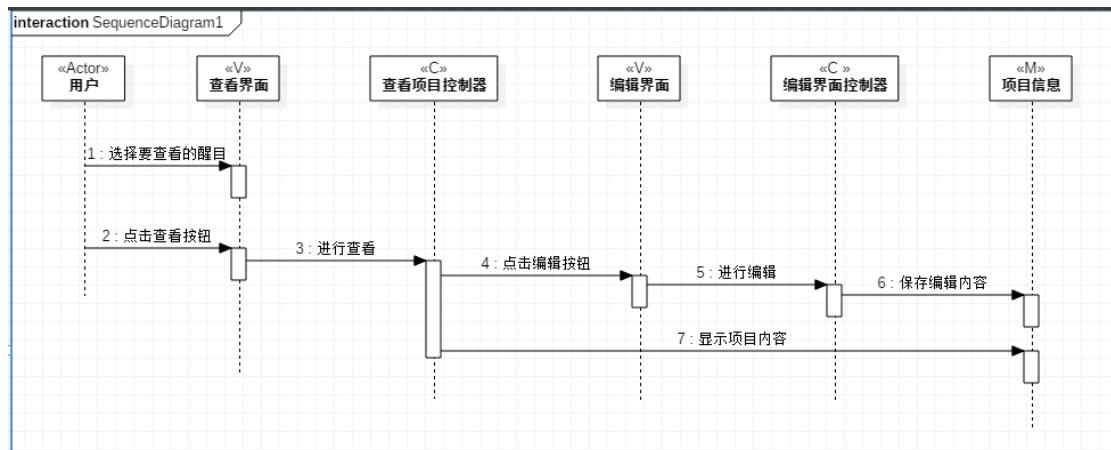 interaction SequenceDiagram1
«Actor»
用户
«V»
查看界面
«C»
查看项目控制器
«V»
编辑界面
«C »
编辑界面控制器
«M»
项目信息
1 : 选择要查看的醒目
2 : 点击查看按钮
3 : 进行查看
4 : 点击编辑按钮
5 : 进行编辑
6 : 保存编辑内容
7 : 显示项目内容